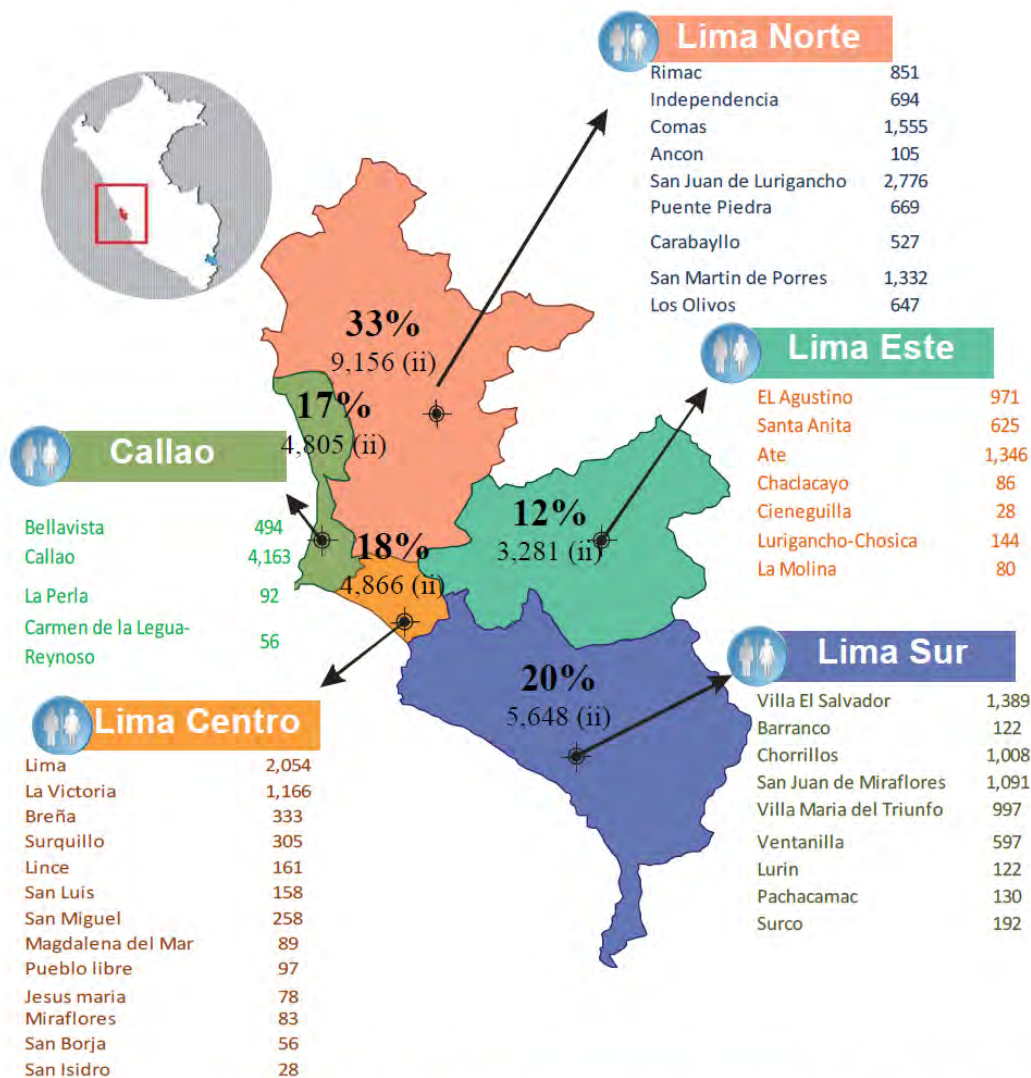 Lima Norte
Rimac 851
Independencia 694
Comas 1,555
Ancon 105
San Juan de Lurigancho 2,776
Puente Piedra 669
Carabayllo 527
San Martin de Porres 1,332
Los Olivos 647
33%
9,156 (ii)
Lima Este
EL Agustino 971
Santa Anita 625
Ate 1,346
Chaclacayo 86
Cieneguilla 28
Lurigancho-Chosica 144
La Molina 80
17%
4,805 (ii)
Callao
Bellavista 494
Callao 4,163
La Perla 92
Carmen de la Legua-
Reynoso 56
12%
3,281 (ii)
18%
4,866 (ii)
Lima Sur
Villa El Salvador 1,389
Barranco 122
Chorrillos 1,008
San Juan de Miraflores 1,091
Villa Maria del Triunfo 997
Ventanilla 597
Lurin 122
Pachacamac 130
Surco 192
20%
5,648 (ii)
Lima Centro
Lima 2,054
La Victoria 1,166
Breña 333
Surquillo 305
Lince 161
San Luis 158
San Miguel 258
Magdalena del Mar 89
Pueblo libre 97
Jesus maria 78
Miraflores 83
San Borja 56
San Isidro 28